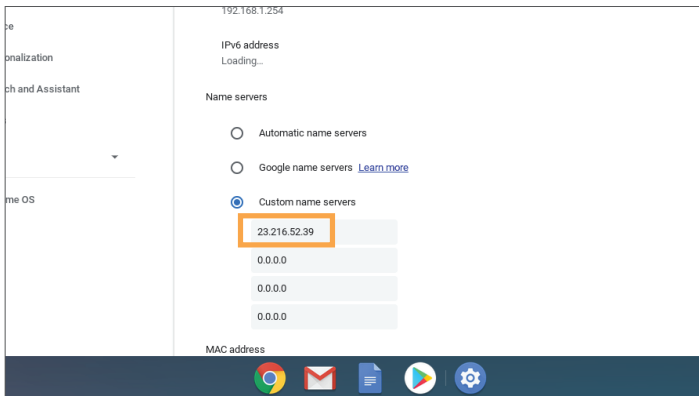 192.168.1.254
IPv6 address
Loading...
Name servers
Automatic name servers
Google name servers Learn more
Custom name servers
23.216.52.39
0.0.0.0
0.0.0.0
0.0.0.0
MAC address
ce
onalization
ch and Assistant
s
me OS